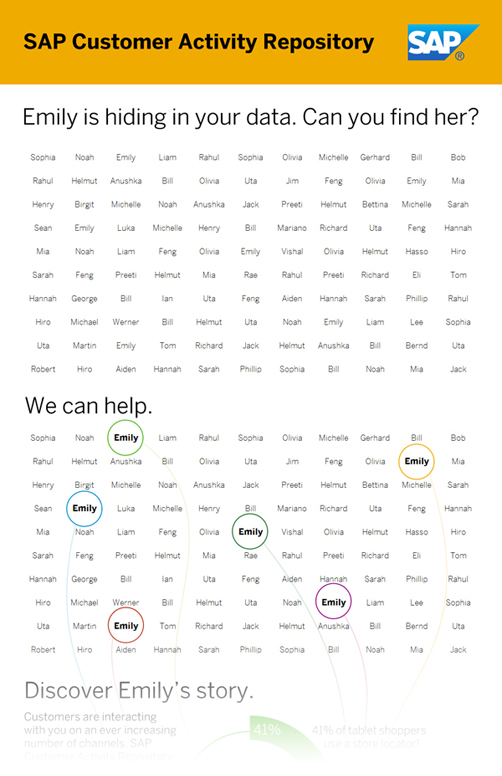 SAP Customer Activity Repository
SAP
®
Emily is hiding in your data. Can you find her?
Sophia Noah Emily Liam Rahul Sophia Olivia Michelle Gerhard Bill Bob
Rahul Helmut Anushka Bill Olivia Uta Jim Feng Olivia Emily Mia
Henry Birgit Michelle Noah Anushka Jack Preeti Helmut Bettina Michelle Sarah
Sean Emily Luka Michelle Henry Bill Mariano Richard Uta Feng Hannah
Mia Noah Liam Feng Olivia Emily Vishal Olivia Helmut Hasso Hiro
Sarah Feng Preeti Helmut Mia Rae Rahul Preeti Richard Eli Tom
Hannah George Bill Ian Uta Feng Aiden Hannah Sarah Phillip Rahul
Hiro Michael Werner Bill Helmut Uta Noah Emily Liam Lee Sophia
Uta Martin Emily Tom Richard Jack Helmut Anushka Bill Bernd Uta
Robert Hiro Aiden Hannah Sarah Phillip Sophia Bill Noah Mia Jack
We can help.
Sophia Noah Emily Liam Rahul Sophia Olivia Michelle Gerhard Bill Bob
Rahul Helmut Anushka Bill Olivia Uta Jim Feng Olivia Emily Mia
Henry Birgit Michelle Noah Anushka Jack Preeti Helmut Bettina Michelle Sarah
Sean Emily Luka Michelle Henry Bill Mariano Richard Uta Feng Hannah
Mia Noah Liam Feng Olivia Emily Vishal Olivia Helmut Hasso Hiro
Sarah Feng Preeti Helmut Mia Rae Rahul Preeti Richard Eli Tom
Hannah George Bill Ian Uta Feng Aiden Hannah Sarah Phillip Rahul
Hiro Michael Werner Bill Helmut Uta Noah Emily Liam Lee Sophia
Uta Martin Emily Tom Richard Jack Helmut Anushka Bill Bernd Uta
Robert Hiro Aiden Hannah Sarah Phillip Sophia Bill Noah Mia Jack
Discover Emily's story.
Customers are interacting
with you on an ever increasing
number of channels. SAP
Customer Activity Repository
41%
41% of tablet shoppers
use a store locator